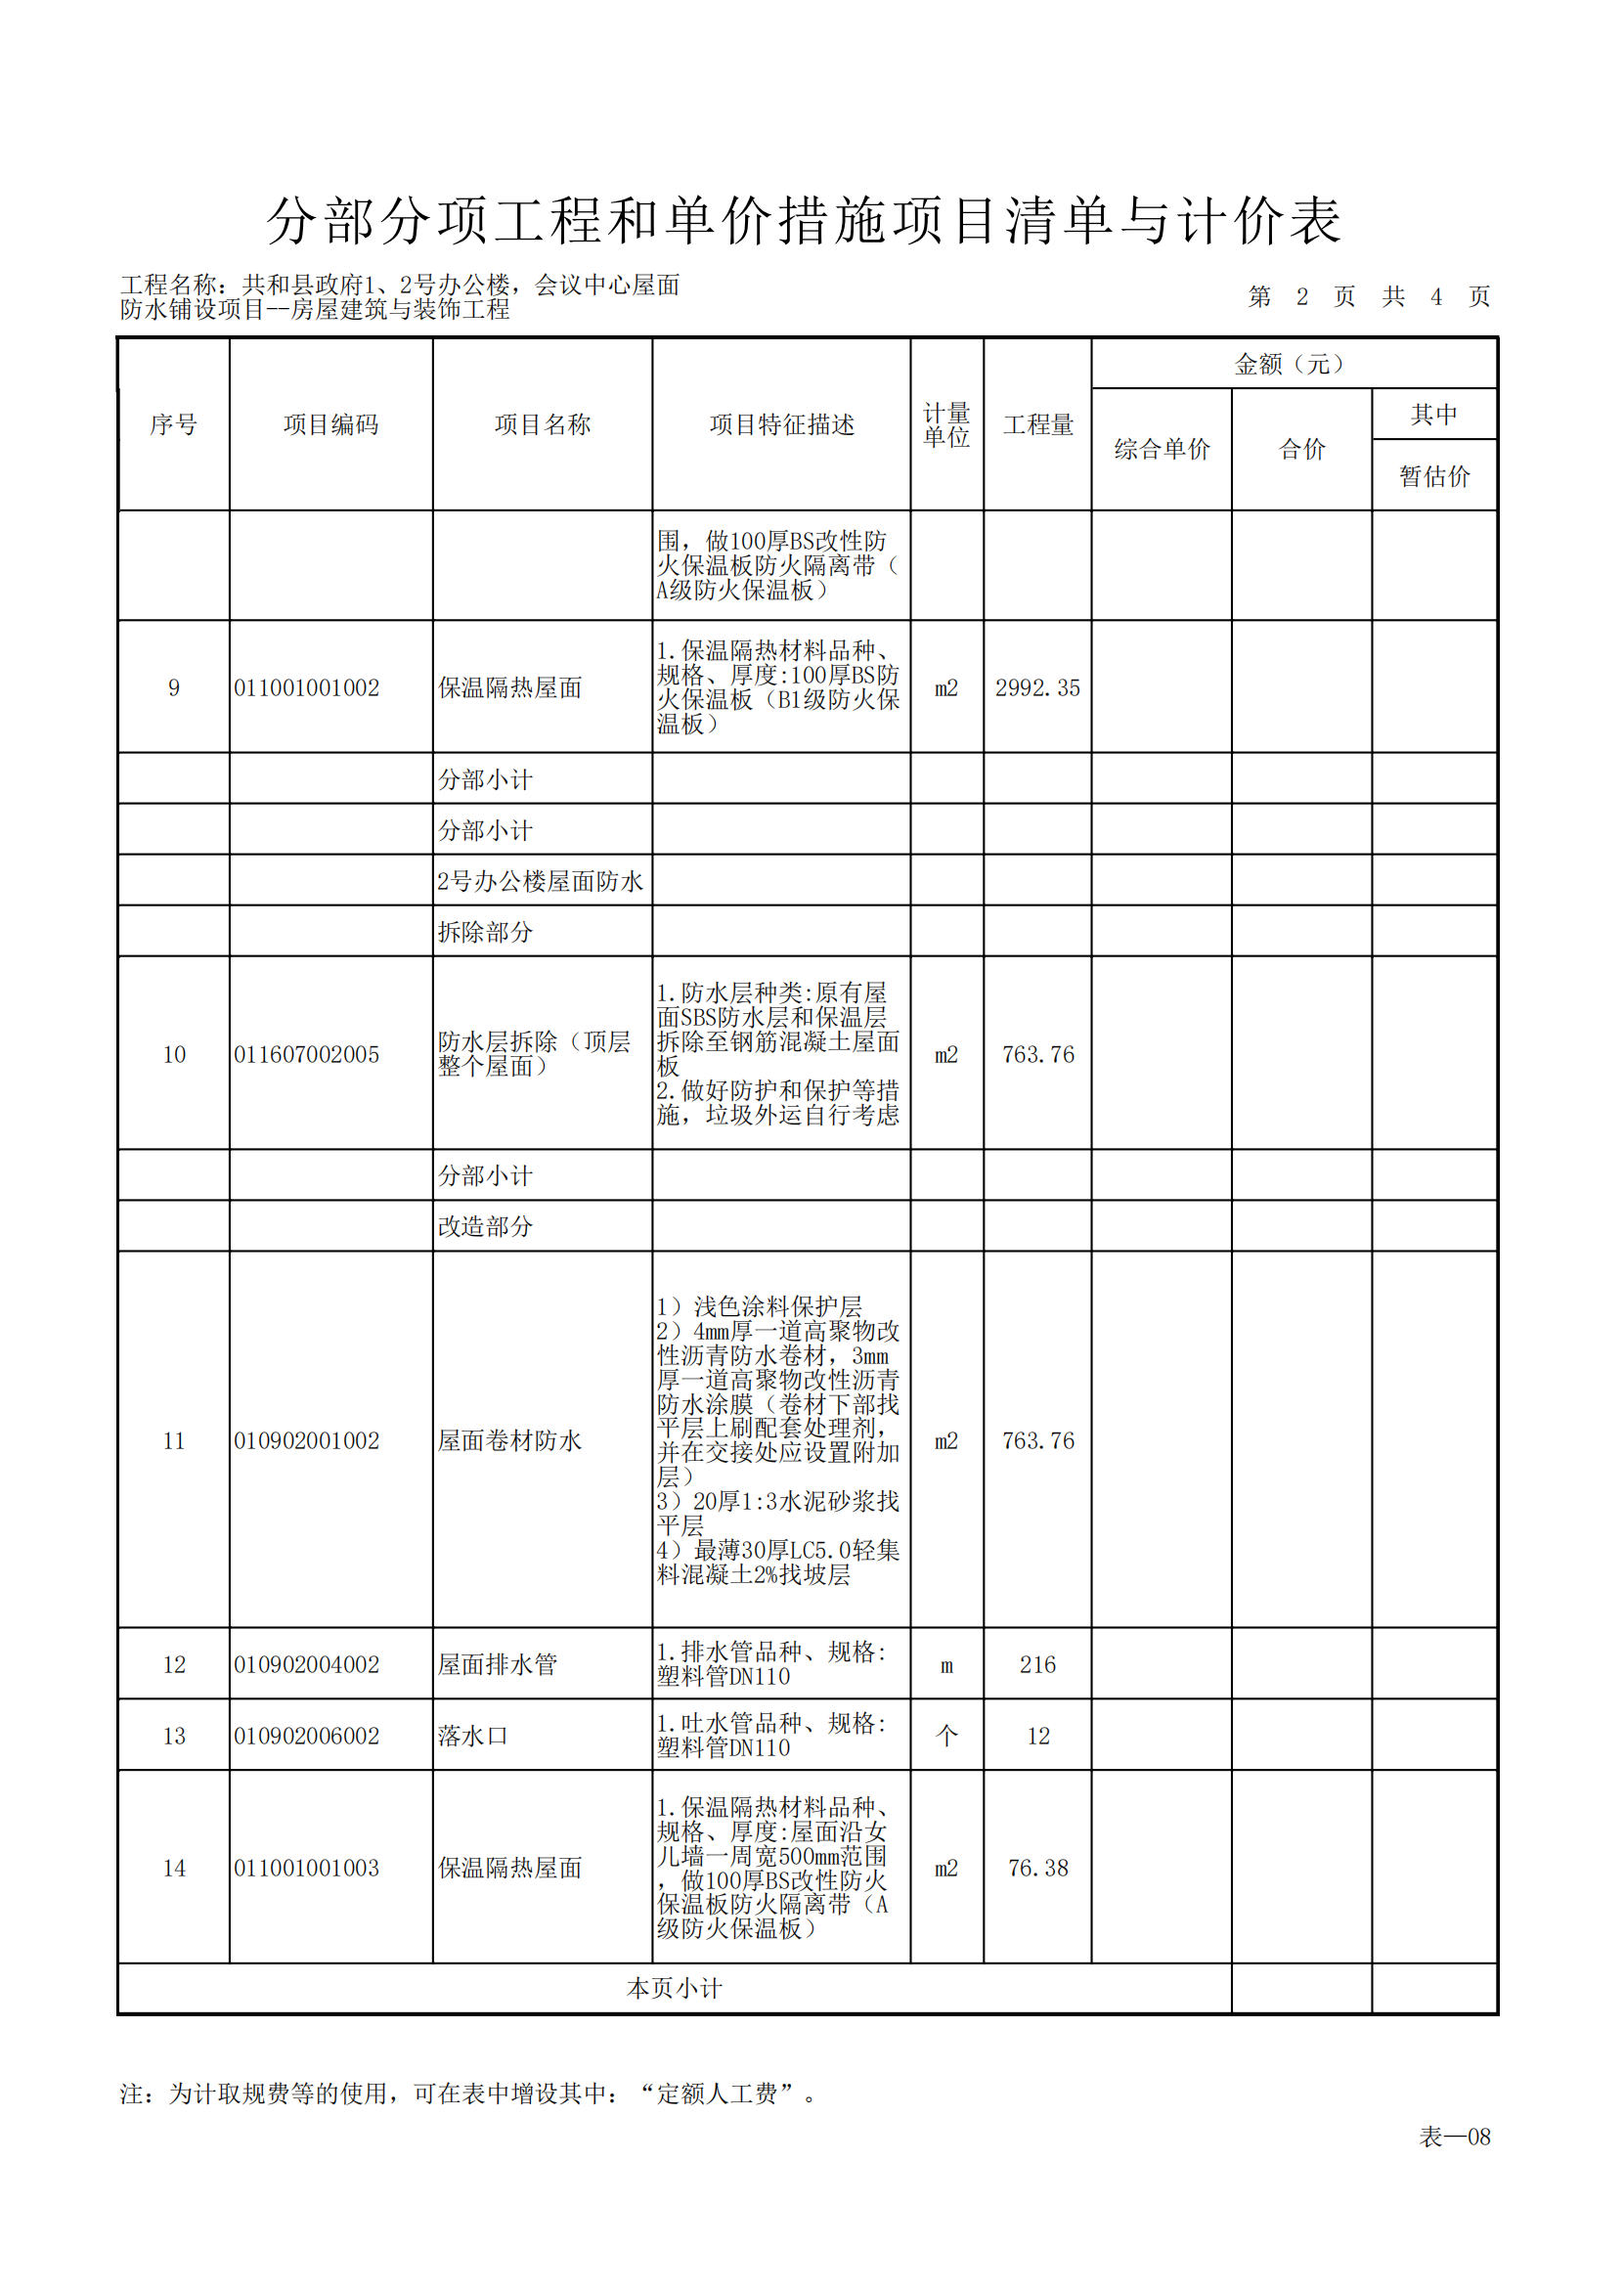 分部分项工程和单价措施项目清单与计价表
工程名称：共和县政府1、2号办公楼，会议中心屋面
防水铺设项目--房屋建筑与装饰工程
第 2 页 共 4 页
序号
项目编码
项目名称
项目特征描述
计量
单位
工程量
金额（元）
综合单价
合价
其中
暂估价
围，做100厚BS改性防
火保温板防火隔离带（
A级防火保温板）
9
011001001002
保温隔热屋面
1.保温隔热材料品种、
规格、厚度:100厚BS防
火保温板（B1级防火保
温板）
m2
2992.35
分部小计
分部小计
2号办公楼屋面防水
拆除部分
10
011607002005
防水层拆除（顶层
整个屋面）
1.防水层种类:原有屋
面SBS防水层和保温层
拆除至钢筋混凝土屋面
板
2.做好防护和保护等措
施，垃圾外运自行考虑
m2
763.76
分部小计
改造部分
11
010902001002
屋面卷材防水
1）浅色涂料保护层
2）4mm厚一道高聚物改
性沥青防水卷材，3mm
厚一道高聚物改性沥青
防水涂膜（卷材下部找
平层上刷配套处理剂，
并在交接处应设置附加
层）
3）20厚1:3水泥砂浆找
平层
4）最薄30厚LC5.0轻集
料混凝土2%找坡层
m2
763.76
12
010902004002
屋面排水管
1.排水管品种、规格:
塑料管DN110
m
216
13
010902006002
落水口
1.吐水管品种、规格:
塑料管DN110
个
12
14
011001001003
保温隔热屋面
1.保温隔热材料品种、
规格、厚度:屋面沿女
儿墙一周宽500mm范围
，做100厚BS改性防火
保温板防火隔离带（A
级防火保温板）
m2
76.38
本页小计
注：为计取规费等的使用，可在表中增设其中：“定额人工费”。
表—08